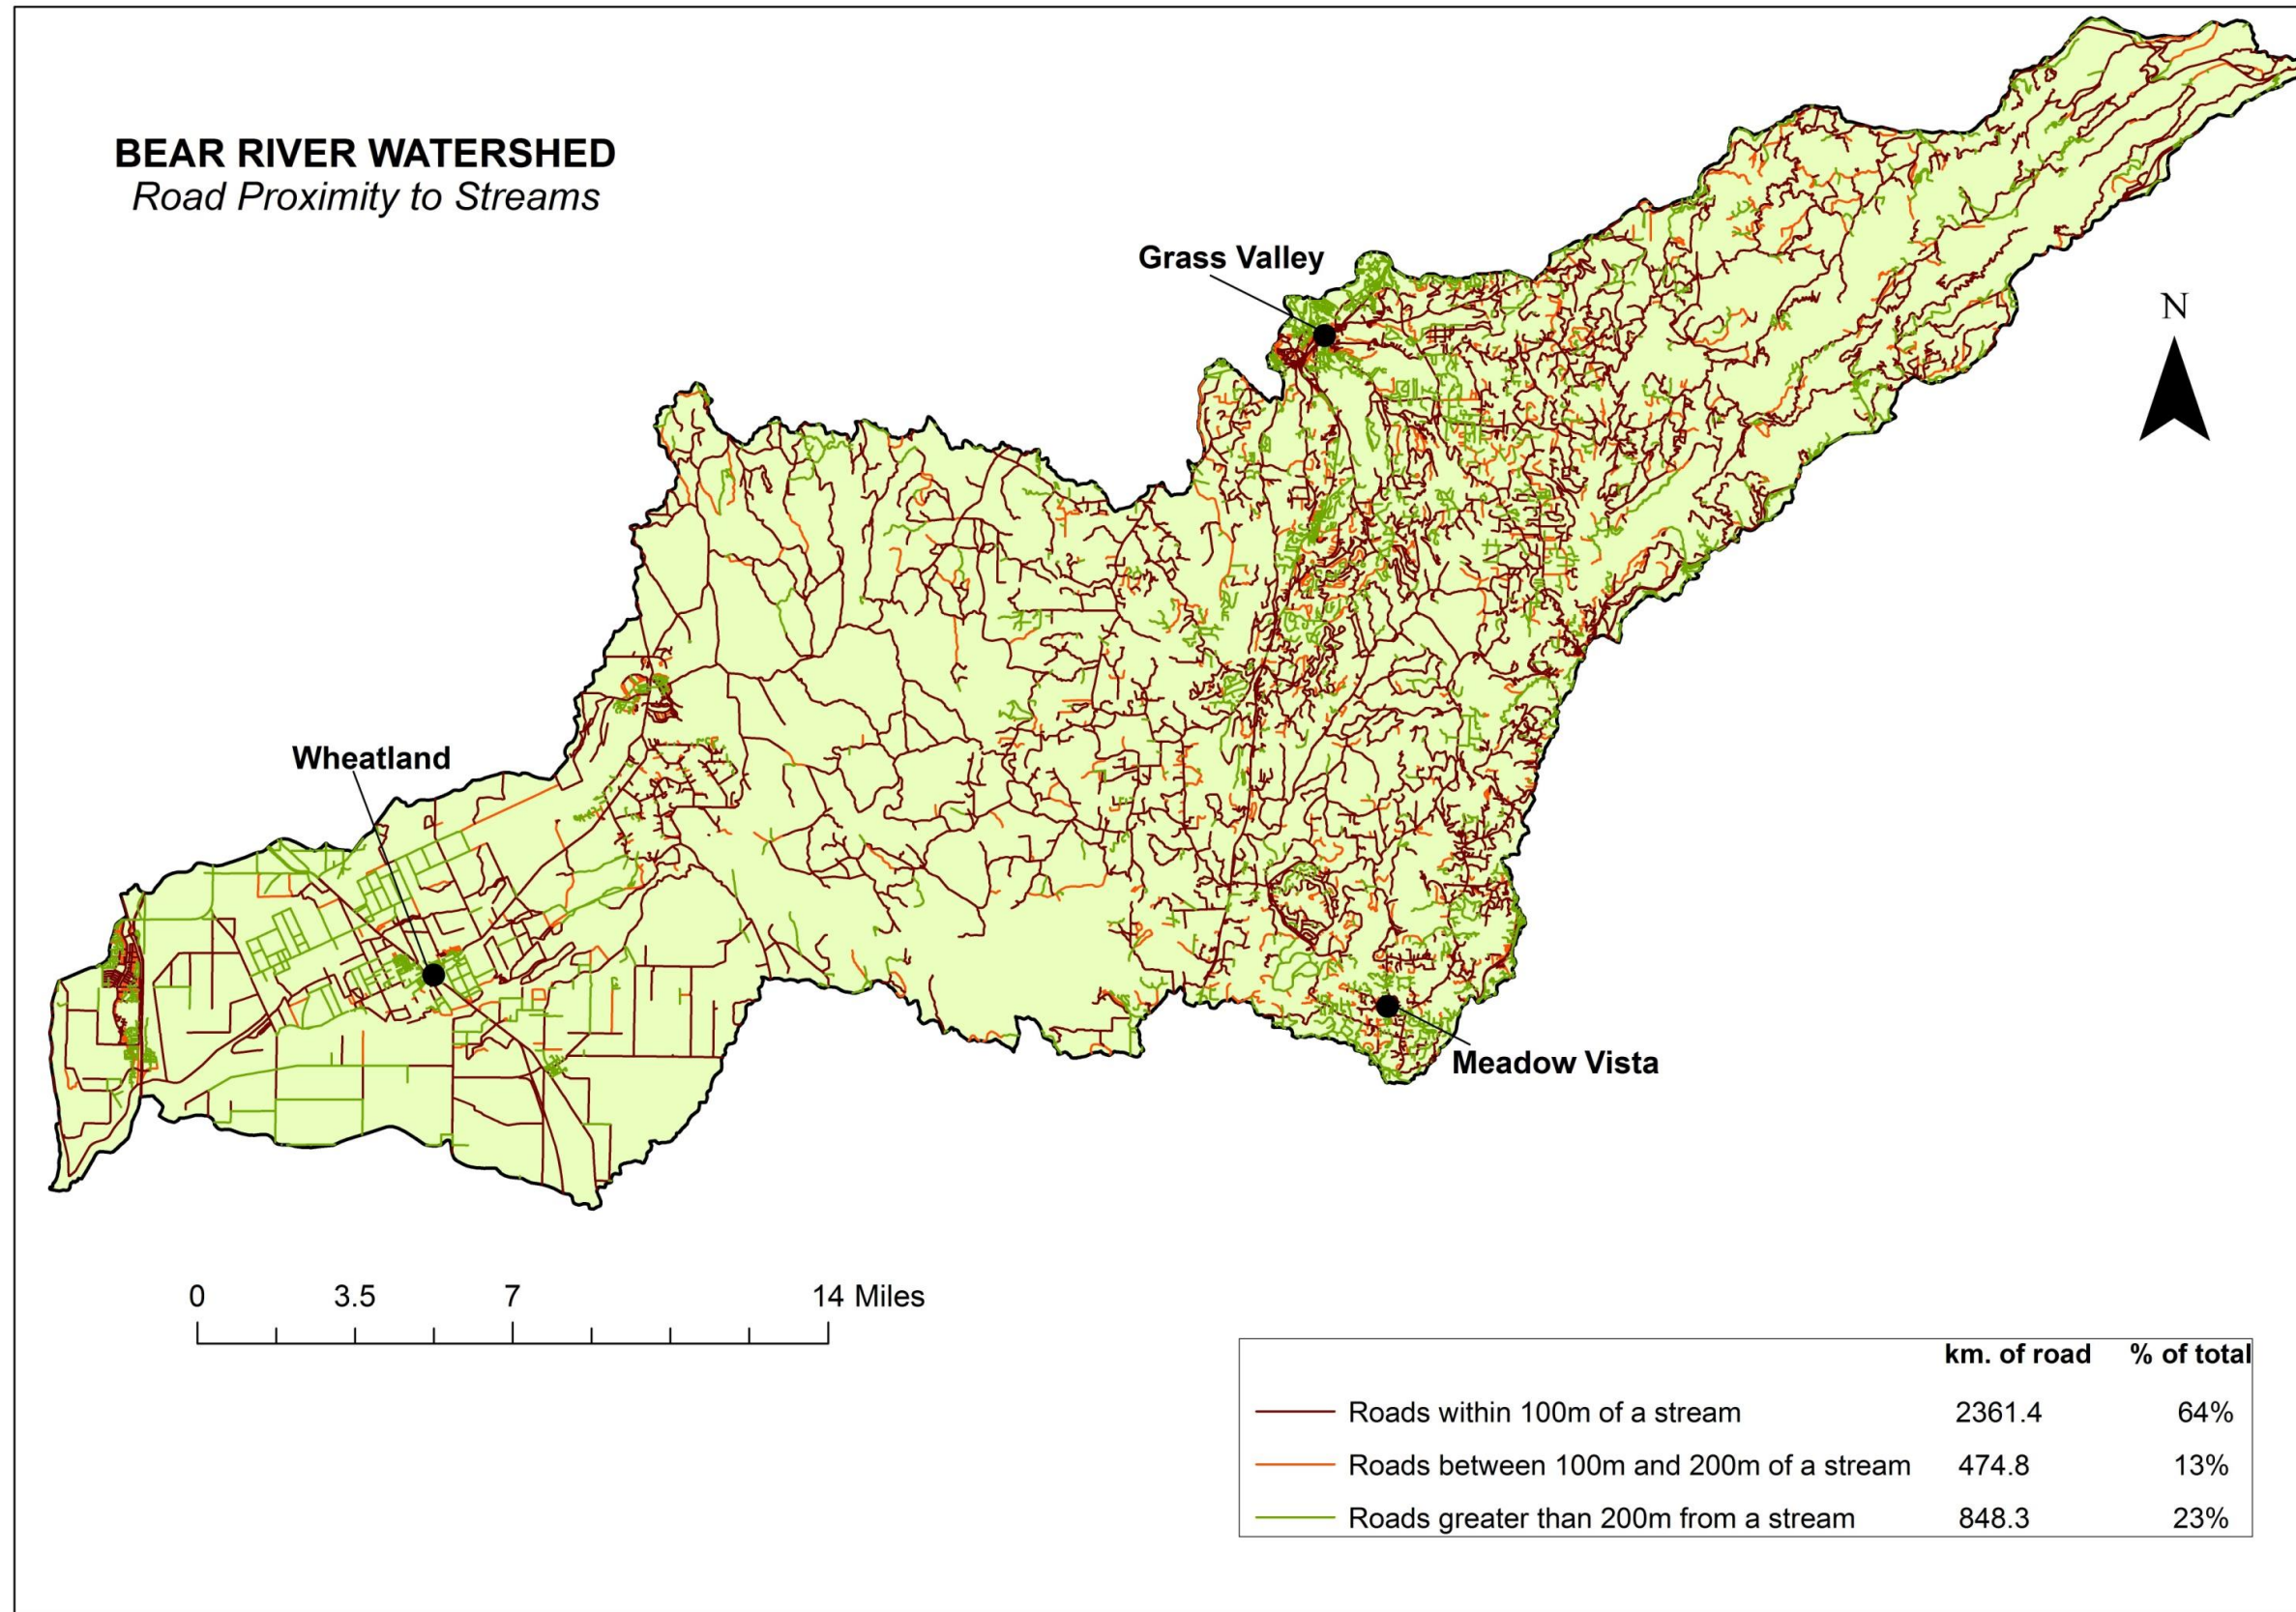 BEAR RIVER WATERSHED
Road Proximity to Streams
Grass Valley
N
Wheatland
Meadow Vista
0 3.5 7 14 Miles
km. of road % of total
Roads within 100m of a stream 2361.4 64%
Roads between 100m and 200m of a stream 474.8 13%
Roads greater than 200m from a stream 848.3 23%